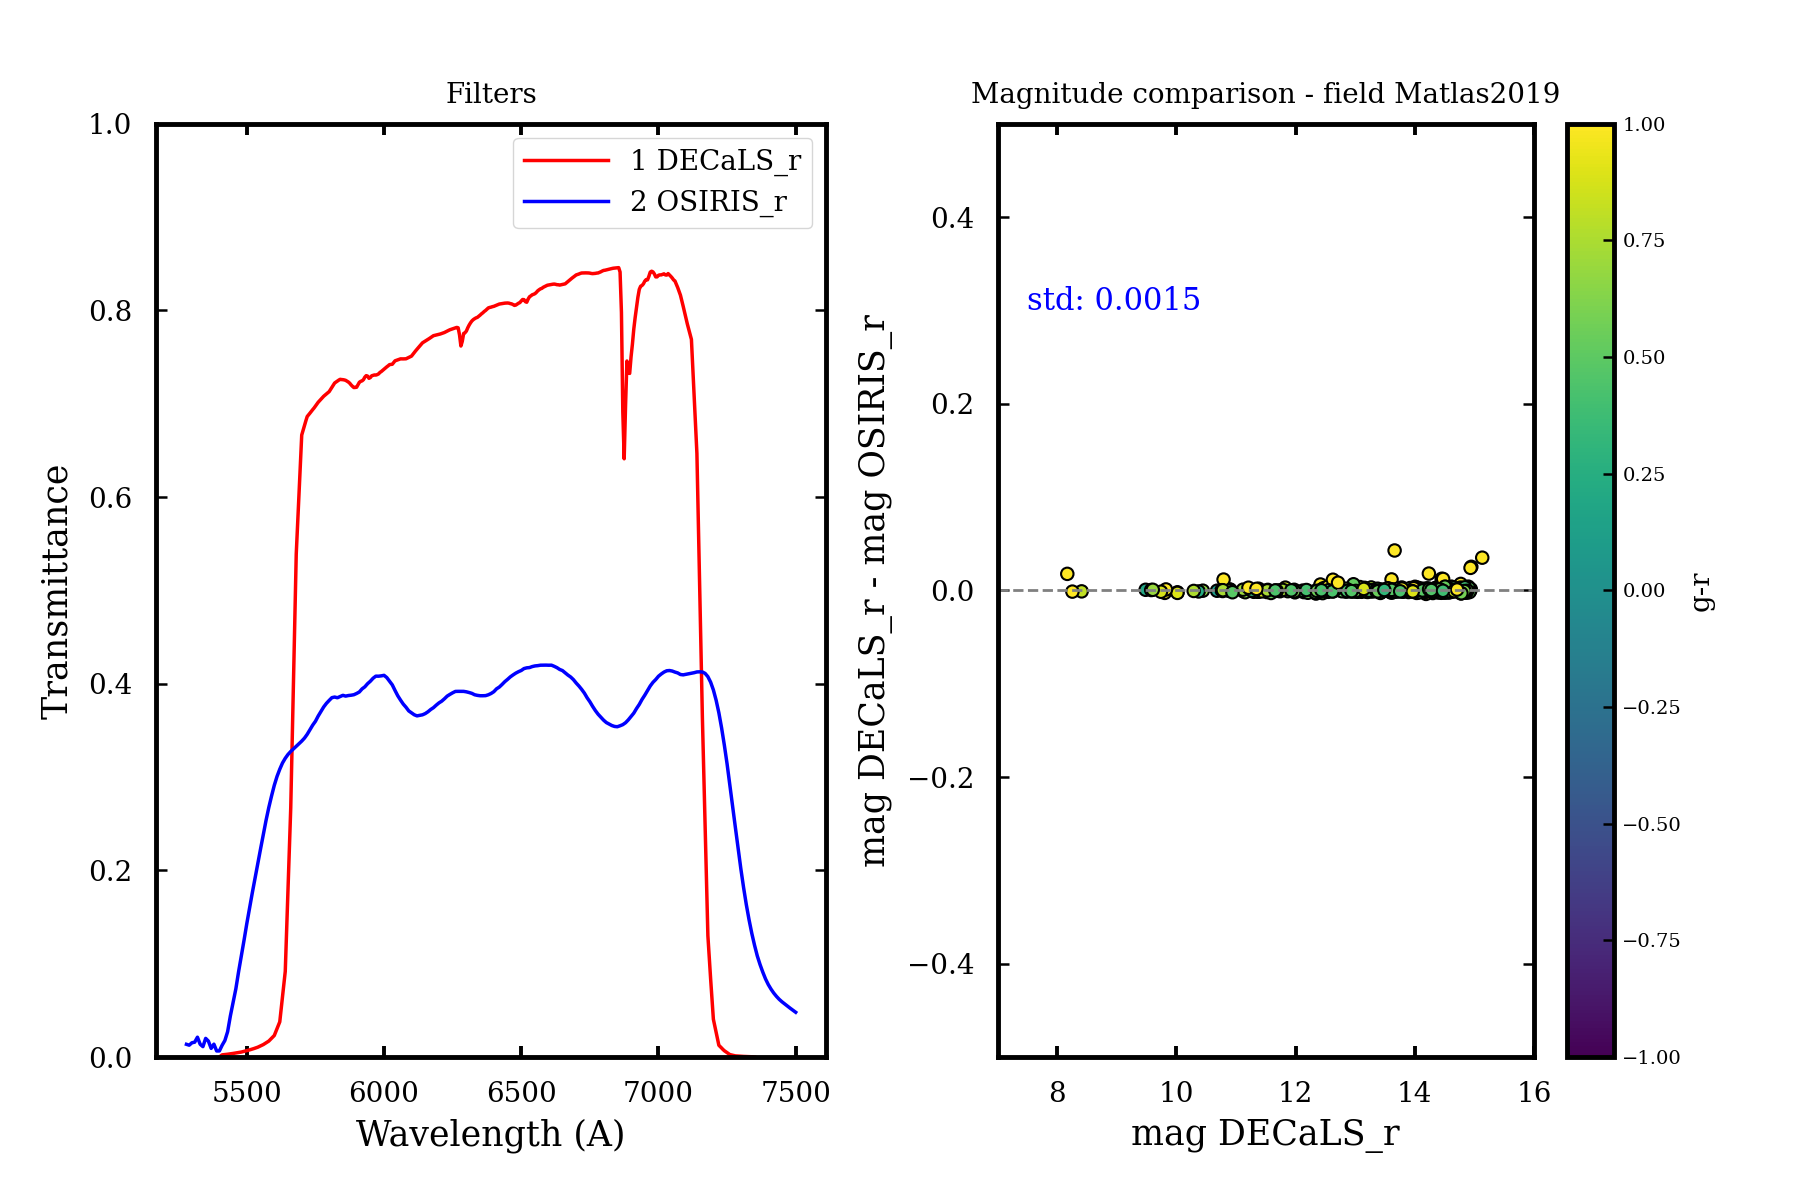 Filters
1.0
0.8
0.6
0.4
0.2
0.0
Transmittance
1 DECaLS_r
2 OSIRIS_r
5500 6000 6500 7000 7500
Wavelength (A)
Magnitude comparison - field Matlas2019
0.4
0.2
0.0
−0.2
−0.4
mag DECaLS_r - mag OSIRIS_r
std: 0.0015
8 10 12 14 16
mag DECaLS_r
1.00
0.75
0.50
0.25
0.00
−0.25
−0.50
−0.75
−1.00
g-r